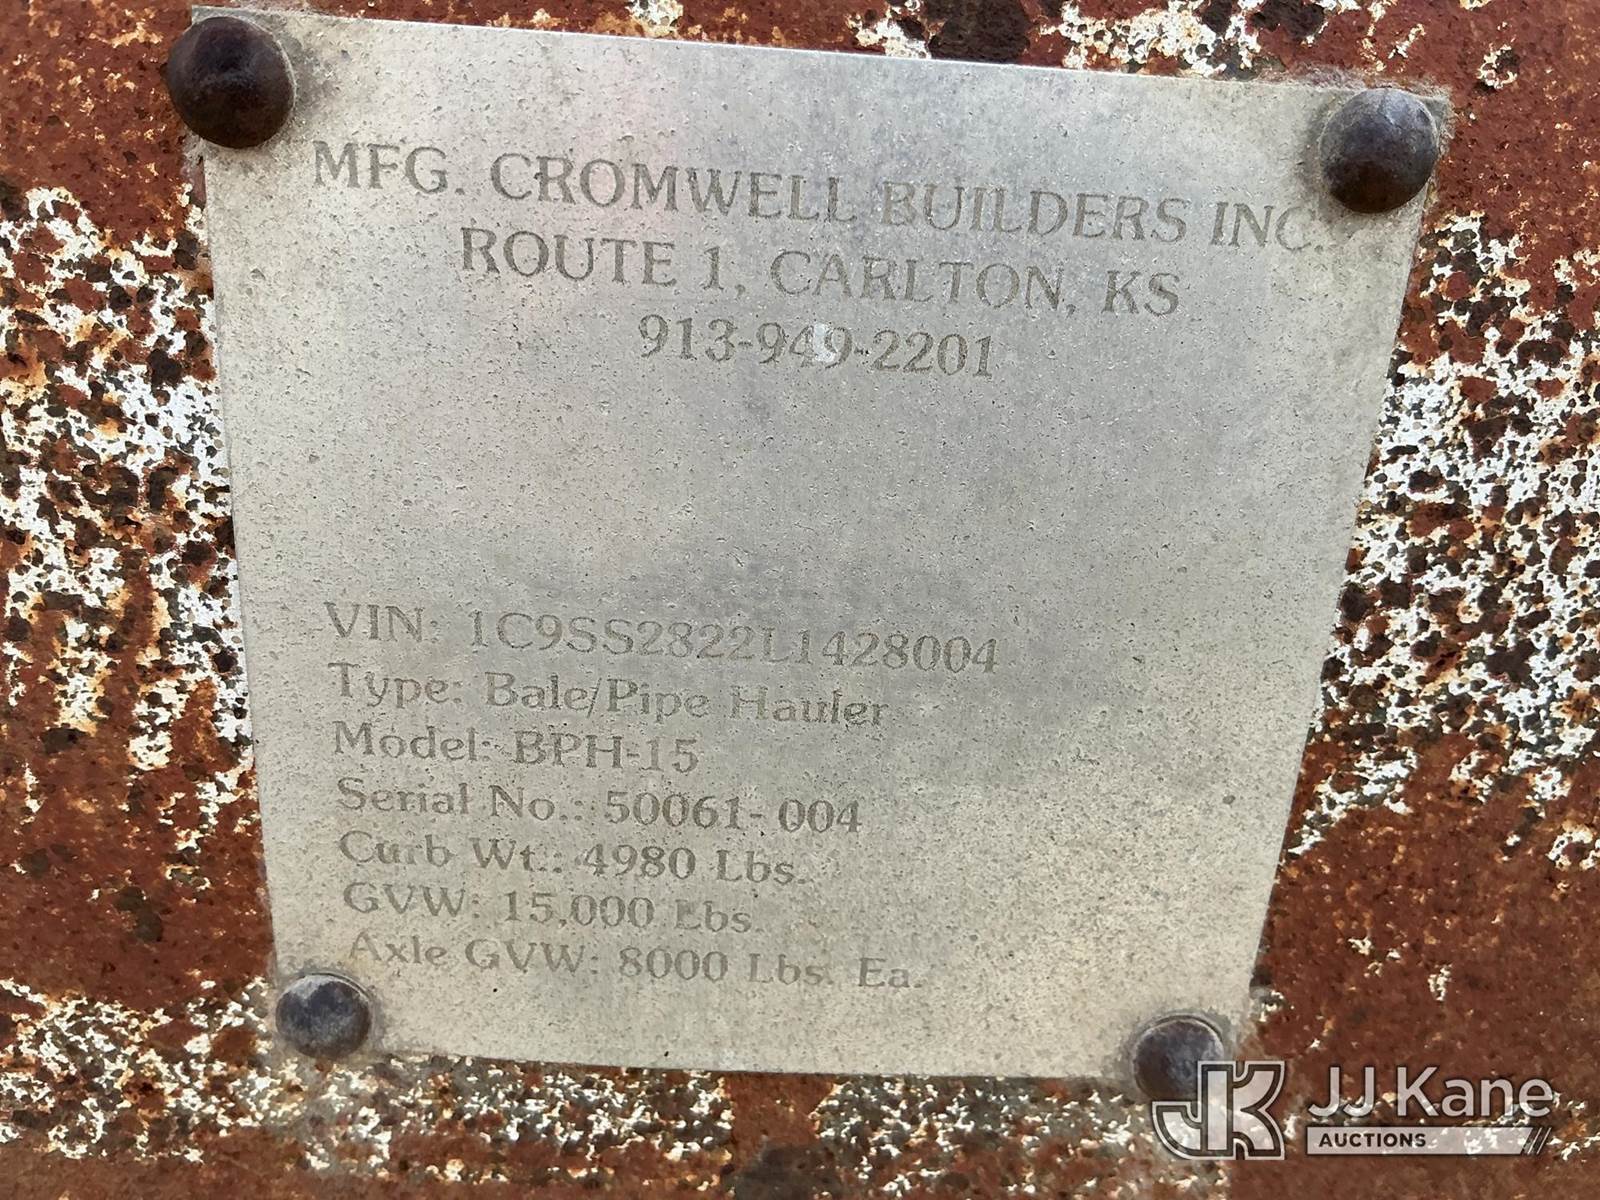 MFG. CROMWELL BUILDERS INC.
ROUTE 1, CARLTON, KS
913-949-2201
VIN: 1C9SS2822L1428004
Type: Bale/Pipe Hauler
Model: BPH-15
Serial No.: 50061-004
Curb Wt.: 4980 Lbs.
GVW: 15,000 Lbs.
Axle GVW: 8000 Lbs. Ea.
JK JJ Kane
AUCTIONS